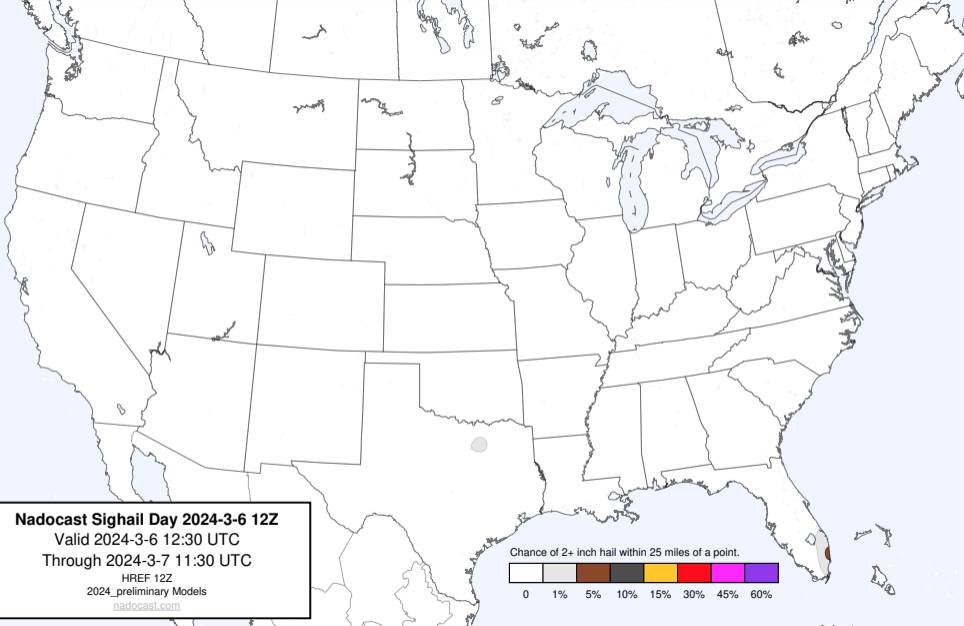 Nadocast Sighail Day 2024-3-6 12Z
Valid 2024-3-6 12:30 UTC
Through 2024-3-7 11:30 UTC
HREF 12Z
2024_preliminary Models
nadocast.com
Chance of 2+ inch hail within 25 miles of a point.
0 1% 5% 10% 15% 30% 45% 60%